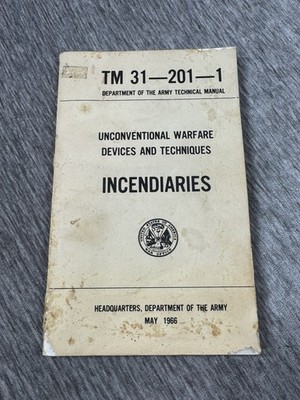 TM 31—201—1
DEPARTMENT OF THE ARMY TECHNICAL MANUAL
UNCONVENTIONAL WARFARE
DEVICES AND TECHNIQUES
INCENDIARIES
HEADQUARTERS, DEPARTMENT OF THE ARMY
MAY 1966